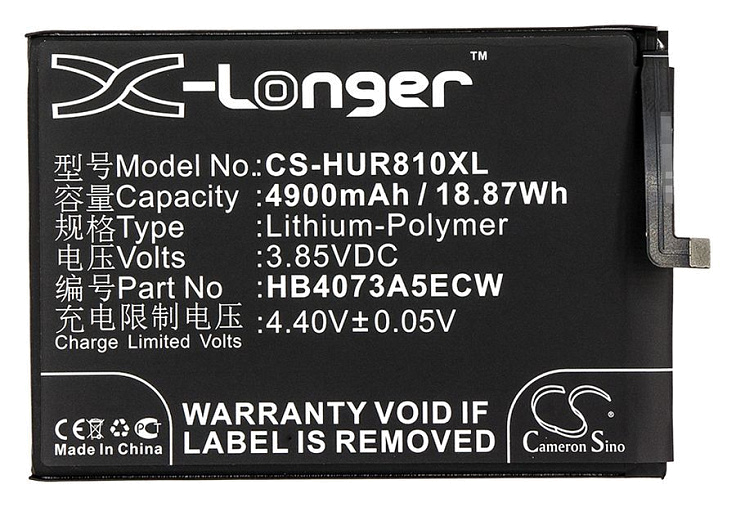 X-Longer™
型号Model No.:CS-HUR810XL
容量Capacity :4900mAh / 18.87Wh
规格Type :Lithium-Polymer
电压Volts :3.85VDC
编号Part No :HB4073A5ECW
充电限制电压 :4.40V±0.05V
Charge Limited Volts
CE PCT
Made In China
WARRANTY VOID IF
LABEL IS REMOVED
CS
Cameron Sino